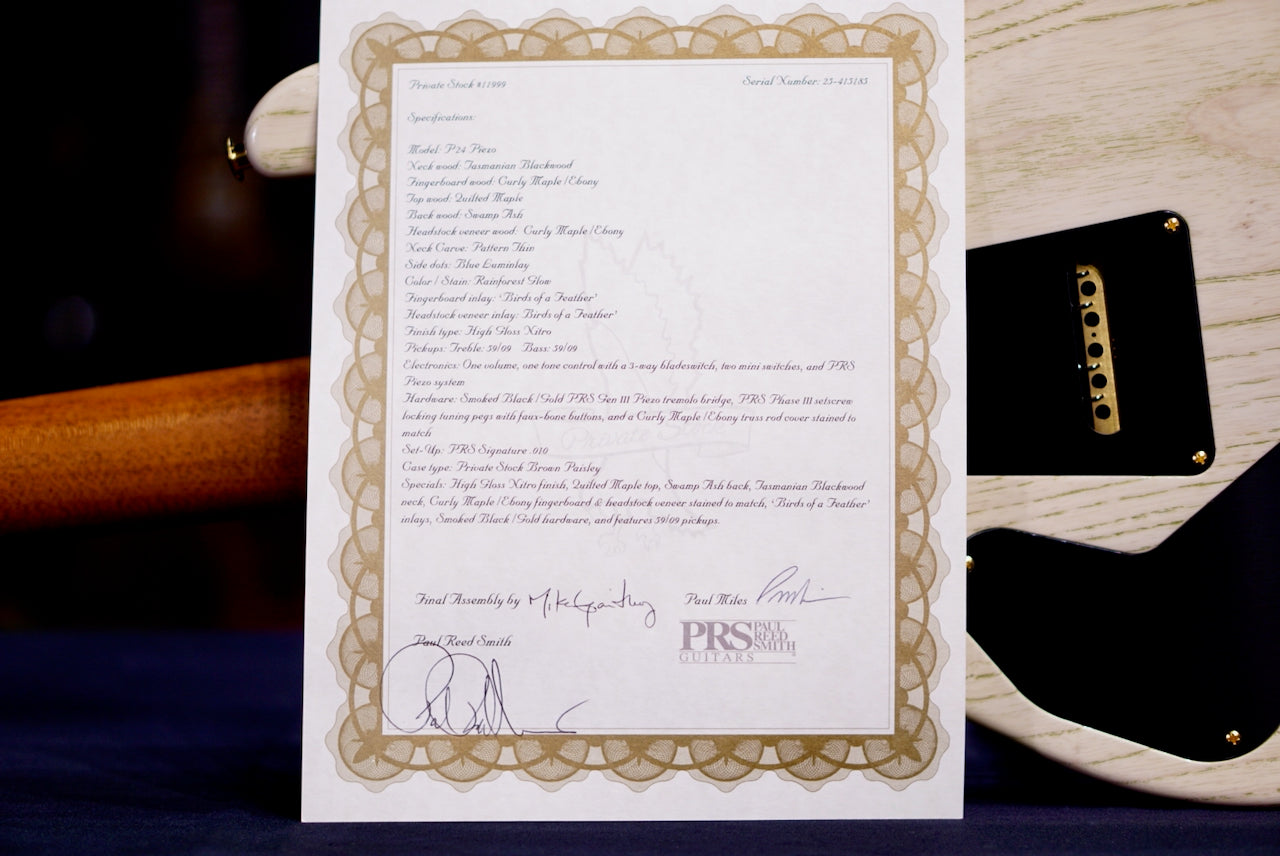 Private Stock #11999
Serial Number: 25-415185
Specifications:
Model: P24 Piezo
Neck wood: Tasmanian Blackwood
Fingerboard wood: Curly Maple / Ebony
Top wood: Quilted Maple
Back wood: Swamp Ash
Headstock veneer wood: Curly Maple / Ebony
Neck Carve: Pattern Thin
Side dots: Blue Luminlay
Color / Stain: Rainforest Glow
Fingerboard inlay: 'Birds of a Feather'
Headstock veneer inlay: 'Birds of a Feather'
Finish type: High Gloss Nitro
Pickups: Treble: 59/09 Bass: 59/09
Electronics: One volume, one tone control with a 3-way bladeswitch, two mini switches, and PRS
Piezo system
Hardware: Smoked Black / Gold PRS Gen III Piezo tremolo bridge, PRS Phase III setscrew
locking tuning pegs with faux-bone buttons, and a Curly Maple / Ebony truss rod cover stained to
match
Private Stock
Set-Up: PRS Signature .010
Case type: Private Stock Brown Paisley
Specials: High Gloss Nitro finish, Quilted Maple top, Swamp Ash back, Tasmanian Blackwood
neck, Curly Maple / Ebony fingerboard & headstock veneer stained to match, 'Birds of a Feather'
inlays, Smoked Black / Gold hardware, and features 59/09 pickups.
Final Assembly by
Paul Miles
Paul Reed Smith
PRS PAUL REED SMITH
GUITARS